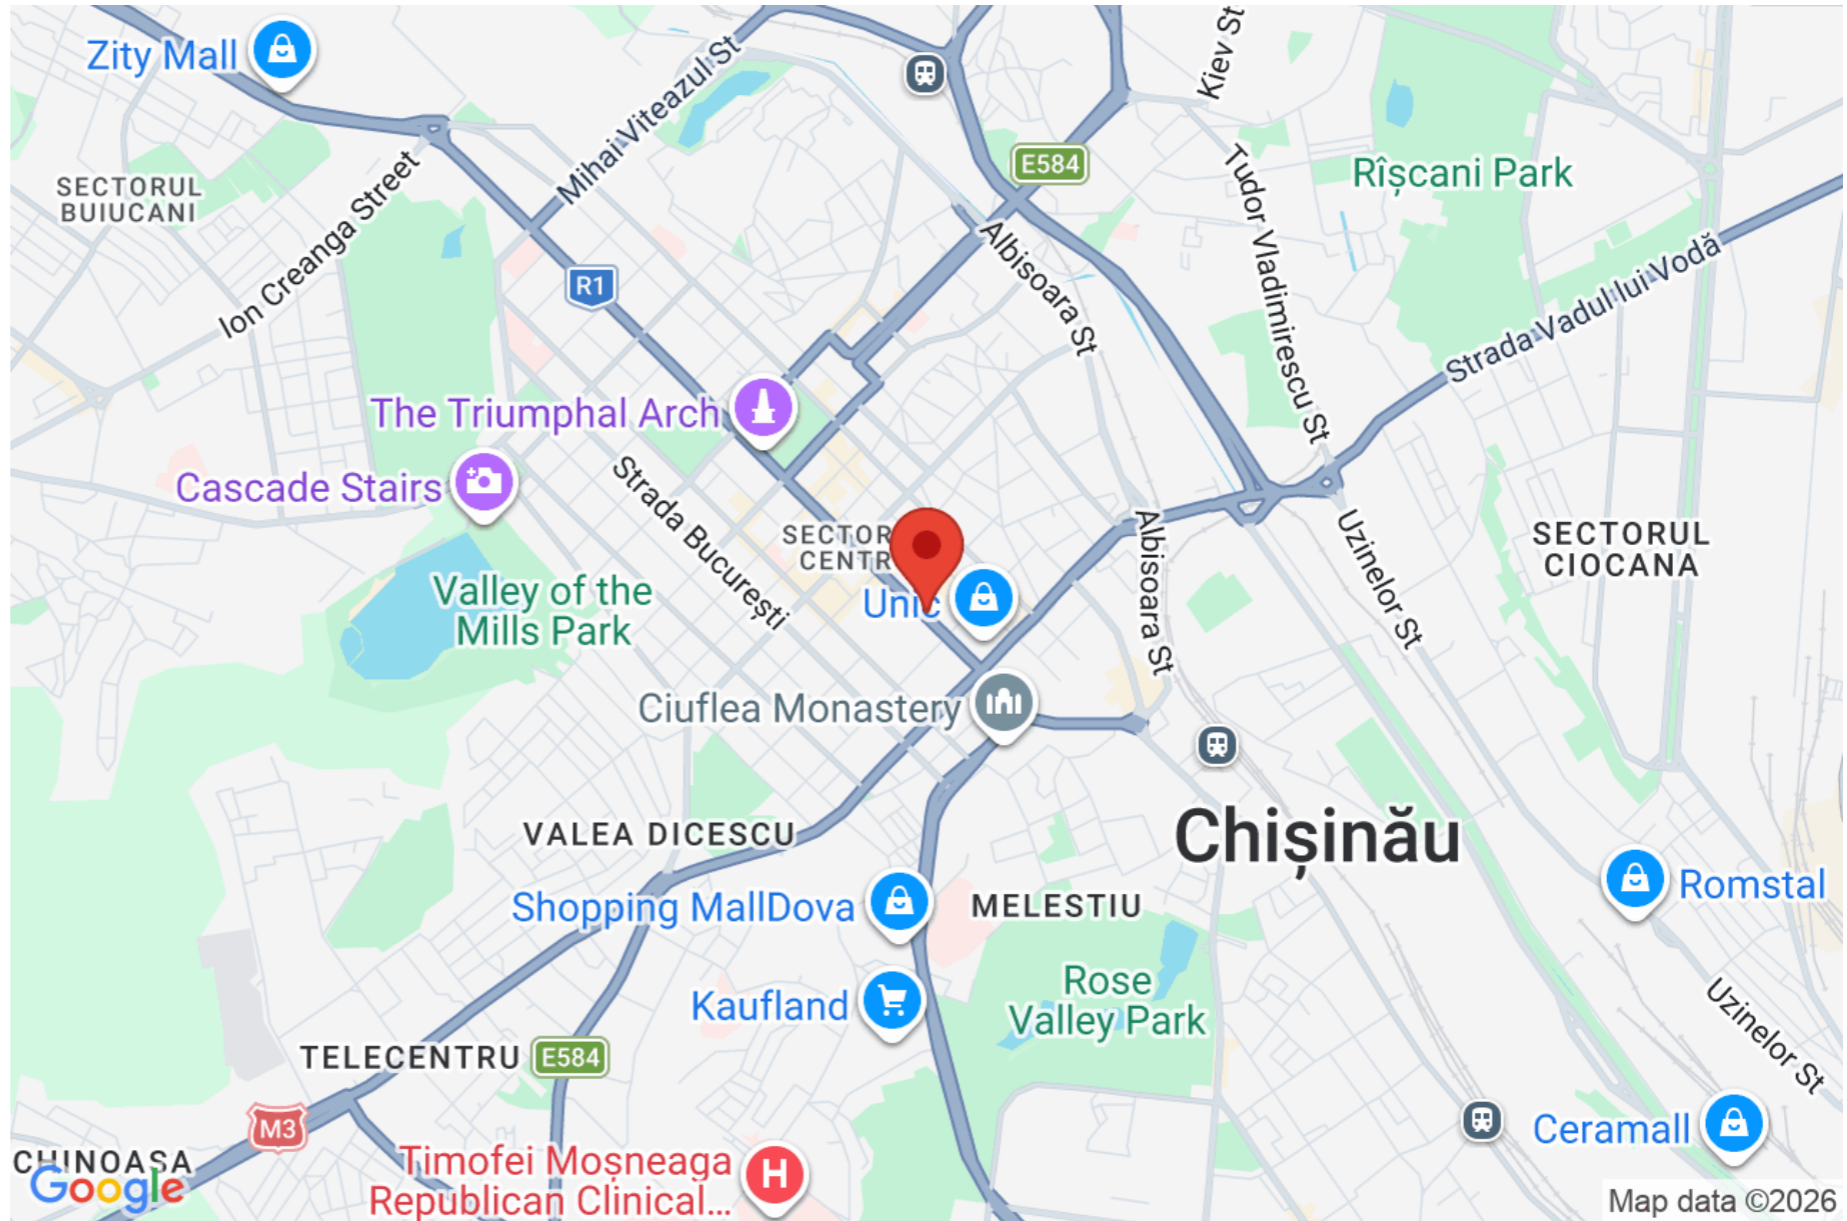 Zity Mall
Kiev St
Mihai Viteazul St
E584
Rîșcani Park
SECTORUL
BUIUCANI
Ion Creanga Street
Tudor Vladimirescu St
Albisoara St
Strada Vadul lui Vodă
R1
The Triumphal Arch
Strada București
Cascade Stairs
SECTOR
CENTR
Albisoara St
Uzinelor St
SECTORUL
CIOCANA
Valley of the
Mills Park
Unic
Ciuflea Monastery
Chișinău
VALEA DICESCU
Shopping MallDova
MELESTIU
Romstal
Rose
Valley Park
Kaufland
Uzinelor St
TELECENTRU
E584
M3
Ceramall
CHINOASA
Google
Timofei Moșneaga
Republican Clinical...
H
Map data ©2026